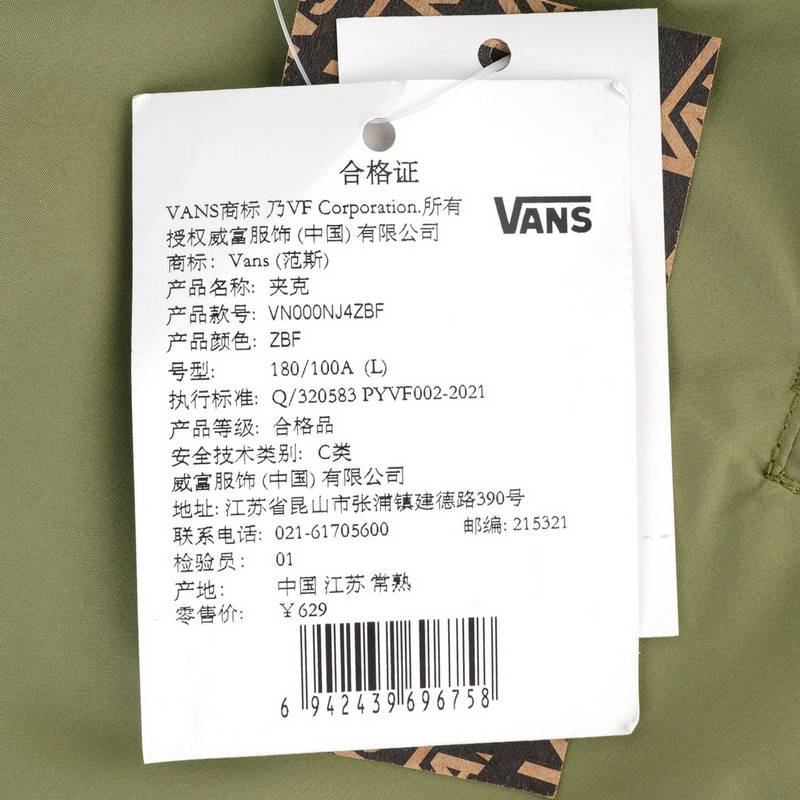 合格证
VANS商标 乃VF Corporation.所有
授权威富服饰 (中国) 有限公司
VANS
商标: Vans (范斯)
产品名称: 夹克
产品款号: VN000NJ4ZBF
产品颜色: ZBF
号型: 180/100A (L)
执行标准: Q/320583 PYVF002-2021
产品等级: 合格品
安全技术类别: C类
威富服饰 (中国) 有限公司
地址: 江苏省昆山市张浦镇建德路390号
联系电话: 021-61705600 邮编: 215321
检验员: 01
产地: 中国 江苏 常熟
零售价: ¥629
6 942439 696758